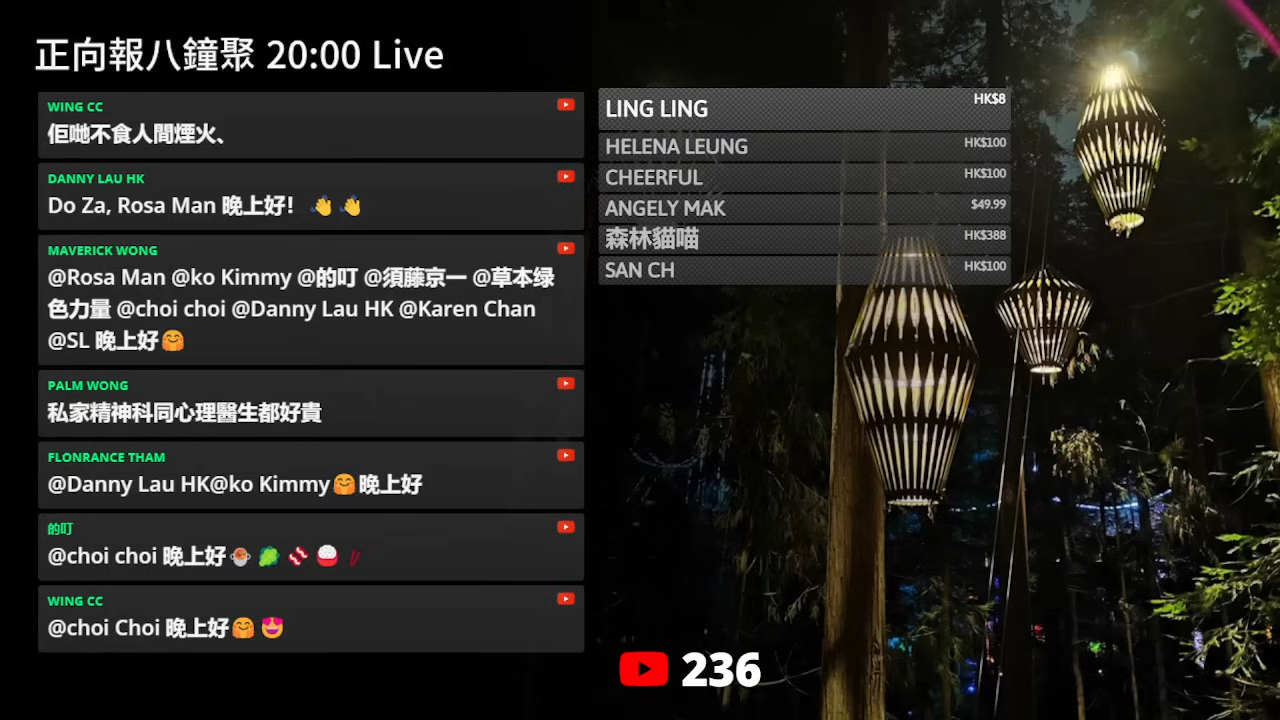 正向報八鐘聚 20:00 Live
WING CC
佢哋不食人間煙火、
DANNY LAU HK
Do Za, Rosa Man 晚上好! 👋 👋
MAVERICK WONG
@Rosa Man @ko Kimmy @的叮 @須藤京一 @草本绿
色力量 @choi choi @Danny Lau HK @Karen Chan
@SL 晚上好🤗
PALM WONG
私家精神科同心理醫生都好貴
FLONRANCE THAM
@Danny Lau HK@ko Kimmy🤗晚上好
的叮
@choi choi 晚上好🥘 🥬 🥓 🍚 🥢
WING CC
@choi Choi 晚上好🤗 😍
LING LING HK$8
HELENA LEUNG HK$100
CHEERFUL HK$100
ANGELY MAK $49.99
森林貓喵 HK$388
SAN CH HK$100
236